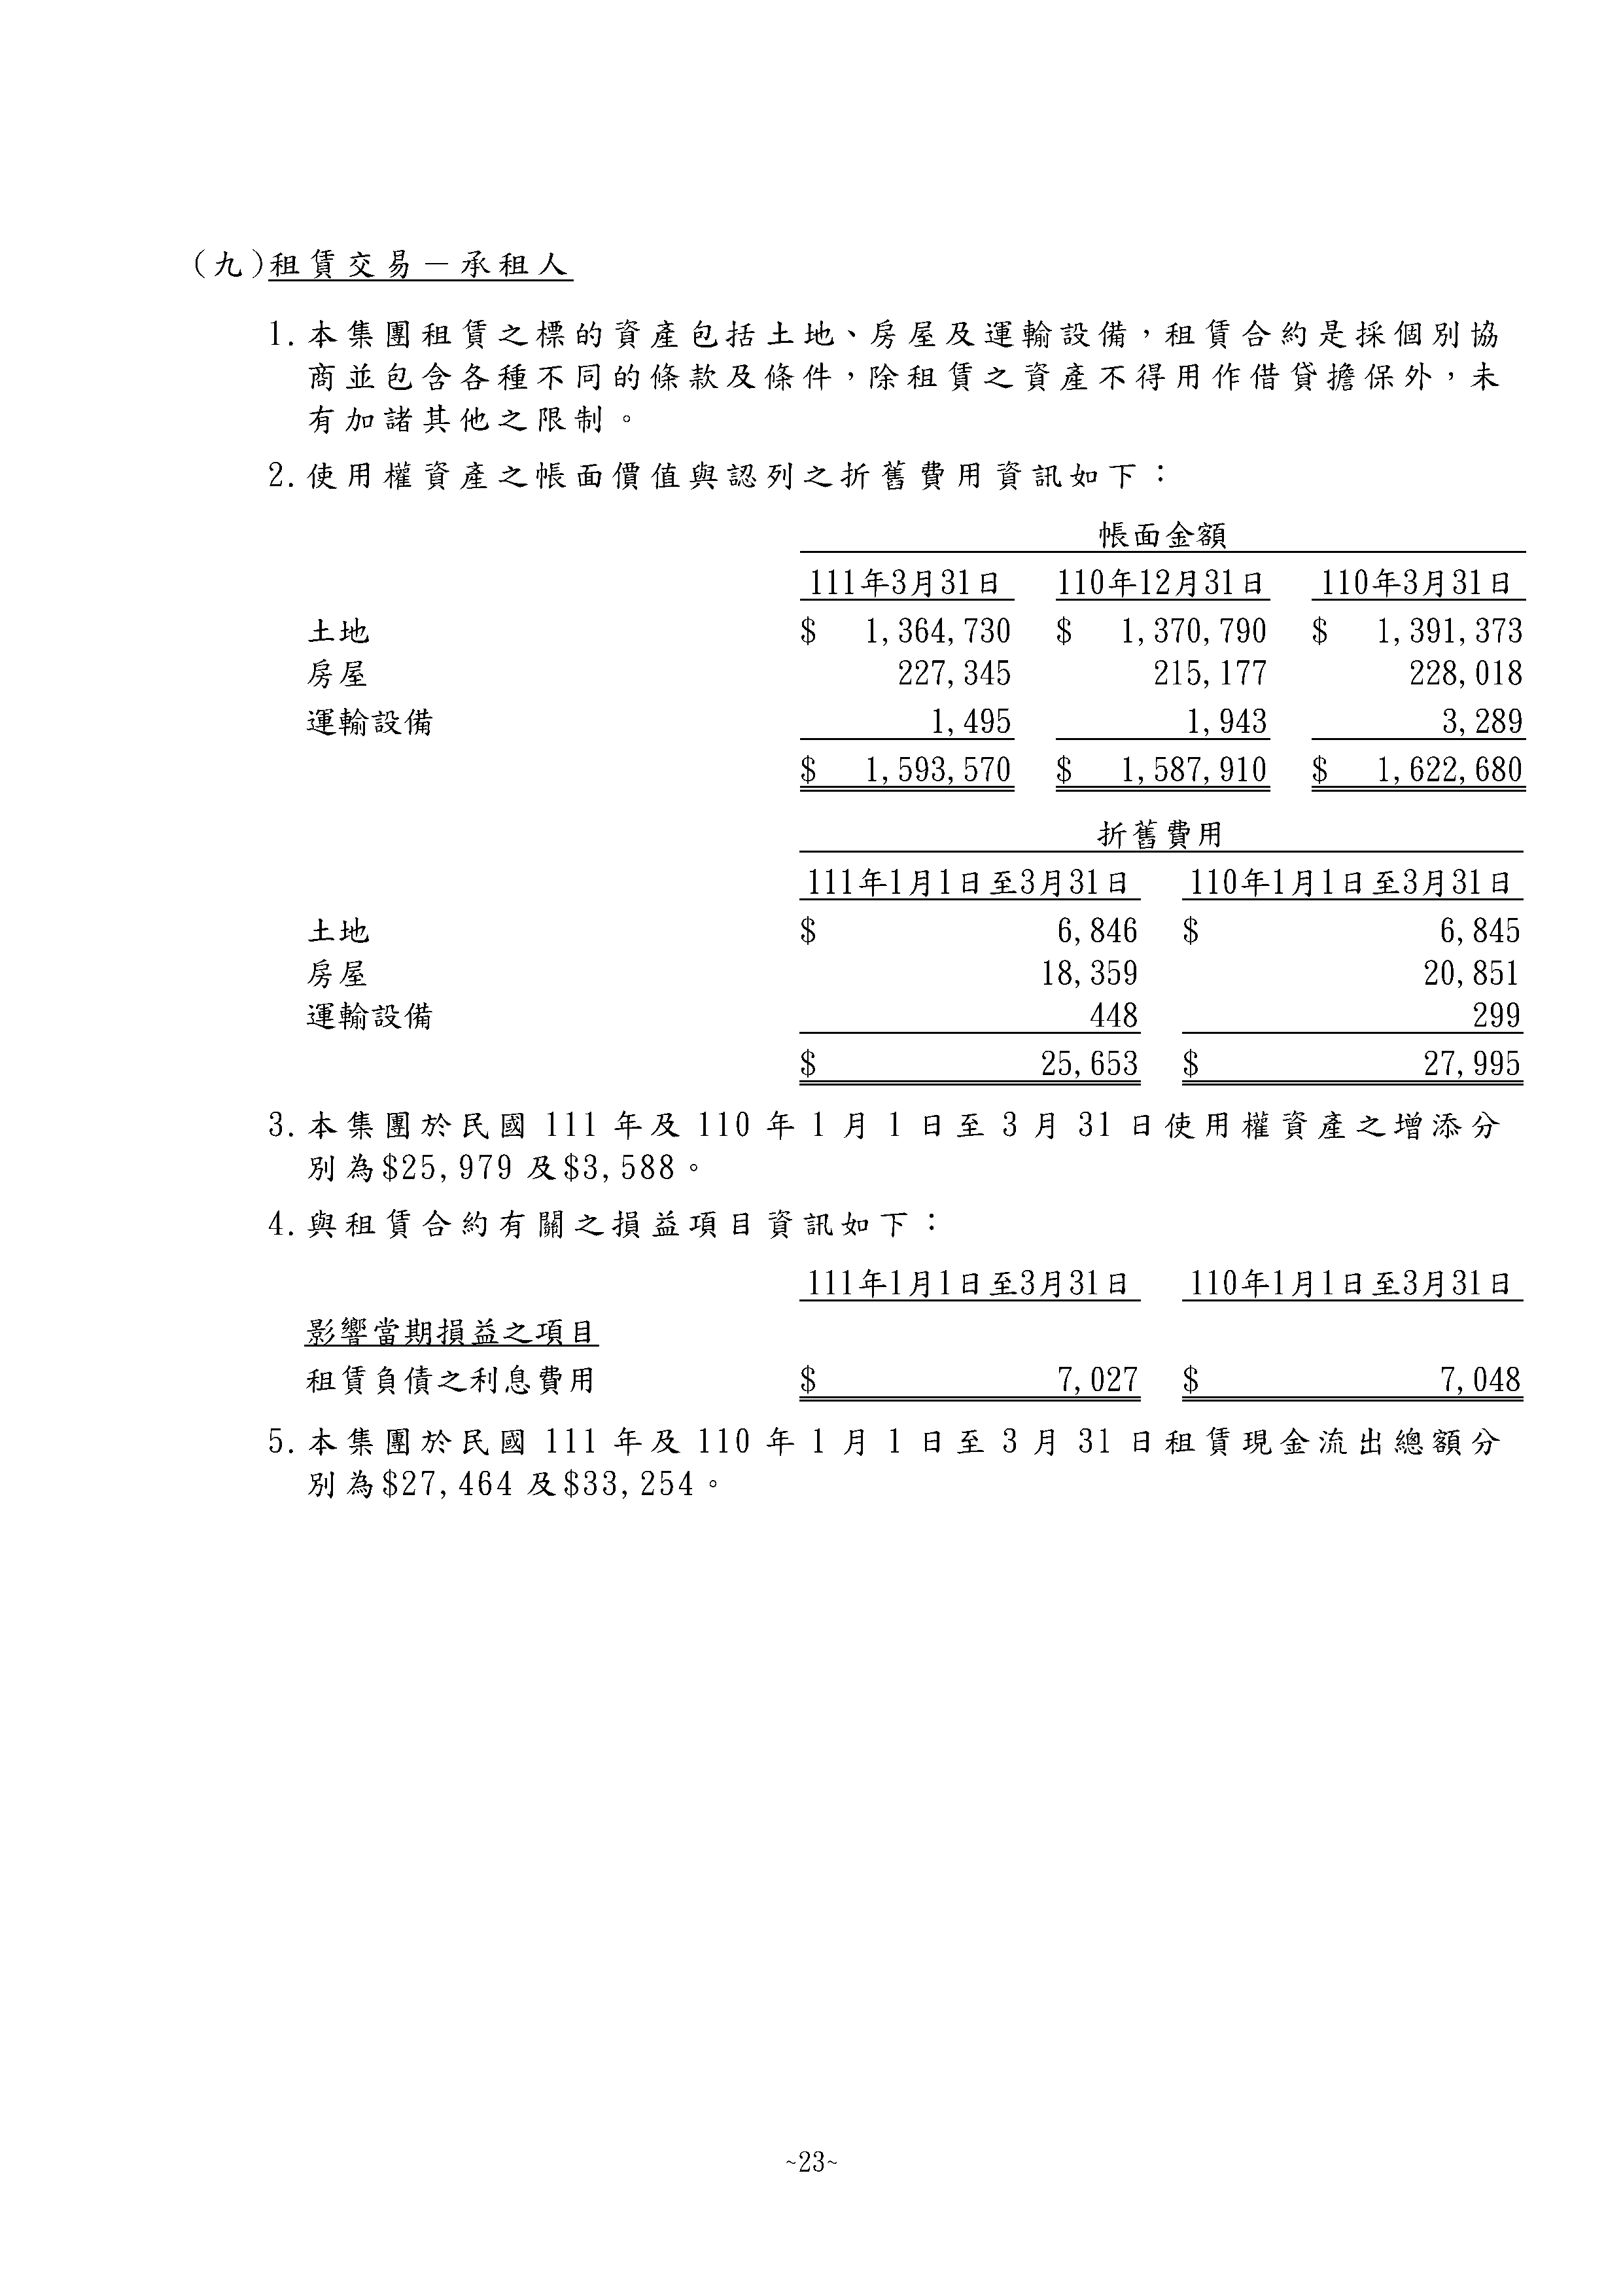 (九)租賃交易－承租人
1.本集團租賃之標的資產包括土地、房屋及運輸設備，租賃合約是採個別協
商並包含各種不同的條款及條件，除租賃之資產不得用作借貸擔保外，未
有加諸其他之限制。
2.使用權資產之帳面價值與認列之折舊費用資訊如下：
帳面金額
111年3月31日 110年12月31日 110年3月31日
土地 $ 1,364,730 $ 1,370,790 $ 1,391,373
房屋 227,345 215,177 228,018
運輸設備 1,495 1,943 3,289
$ 1,593,570 $ 1,587,910 $ 1,622,680
折舊費用
111年1月1日至3月31日 110年1月1日至3月31日
土地 $ 6,846 $ 6,845
房屋 18,359 20,851
運輸設備 448 299
$ 25,653 $ 27,995
3.本集團於民國 111 年及 110 年 1 月 1 日至 3 月 31 日使用權資產之增添分
別為$25,979 及$3,588。
4.與租賃合約有關之損益項目資訊如下：
111年1月1日至3月31日 110年1月1日至3月31日
影響當期損益之項目
租賃負債之利息費用 $ 7,027 $ 7,048
5.本集團於民國 111 年及 110 年 1 月 1 日至 3 月 31 日租賃現金流出總額分
別為$27,464 及$33,254。
~23~